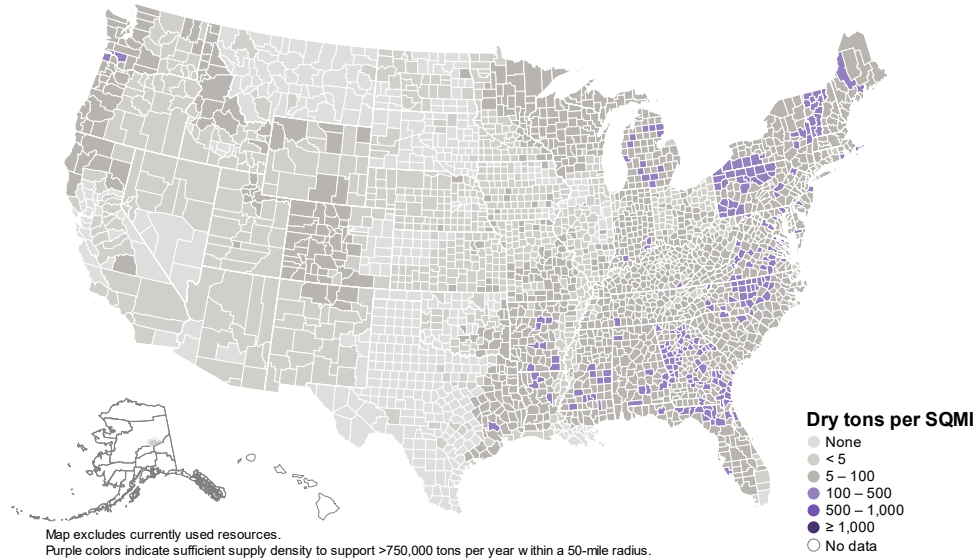 Dry tons per SQMI
None
< 5
5 – 100
100 – 500
500 – 1,000
≥ 1,000
No data
Map excludes currently used resources.
Purple colors indicate sufficient supply density to support >750,000 tons per year within a 50-mile radius.